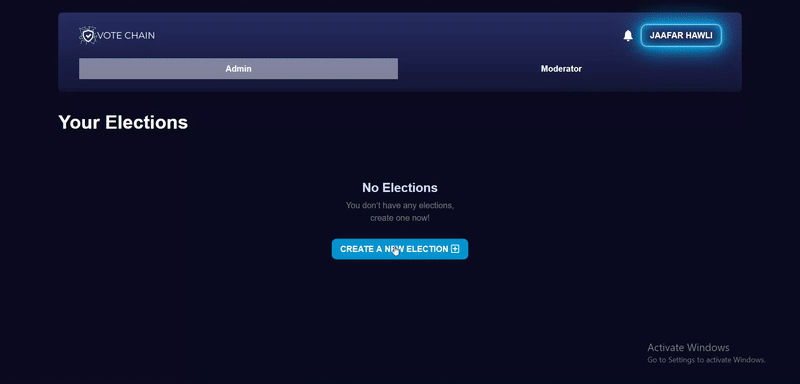 VOTE CHAIN
JAAFAR HAWLI
Admin
Moderator
Your Elections
No Elections
You don't have any elections,
create one now!
CREATE A NEW ELECTION
Activate Windows
Go to Settings to activate Windows.